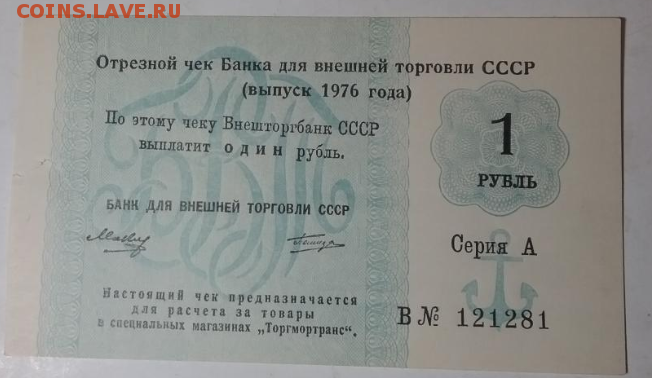 COINS.LAVE.RU
Отрезной чек Банка для внешней торговли СССР
(выпуск 1976 года)
По этому чеку Внешторгбанк СССР
выплатит один рубль.
1
РУБЛЬ
БАНК ДЛЯ ВНЕШНЕЙ ТОРГОВЛИ СССР
Серия А
Настоящий чек предназначается
для расчета за товары
в специальных магазинах „Торгмортранс“.
В № 121281